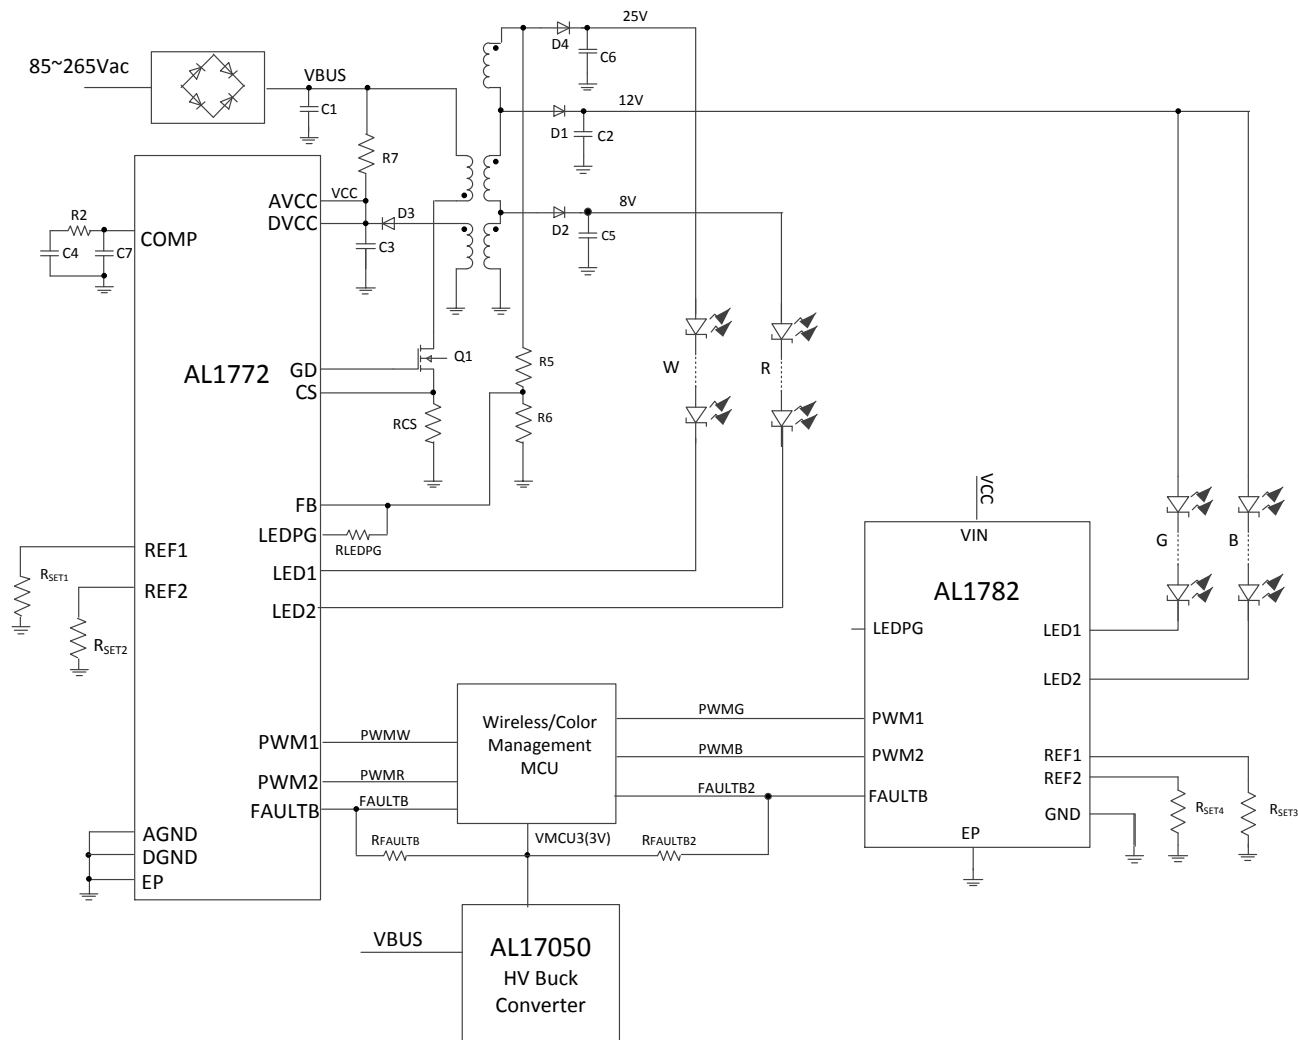 25V
D4
C6
85~265Vac
VBUS
C1
12V
D1
C2
R7
AVCC
VCC
DVCC
D3
8V
D2
C5
R2
COMP
C4
C7
C3
AL1772
GD
Q1
CS
RCS
R5
R6
W
R
FB
LEDPG
RLEDPG
VCC
VIN
G
B
REF1
RSET1
LED1
REF2
RSET2
LED2
AL1782
LEDPG
LED1
LED2
Wireless/Color
Management
MCU
PWM1
PWMW
PWMG
PWM1
PWM2
PWMR
PWMB
PWM2
REF1
REF2
FAULTB
FAULTB
FAULTB2
FAULTB
RSET4
RSET3
GND
AGND
DGND
EP
RFAULTB
VMCU3(3V)
RFAULTB2
EP
VBUS
AL17050
HV Buck
Converter